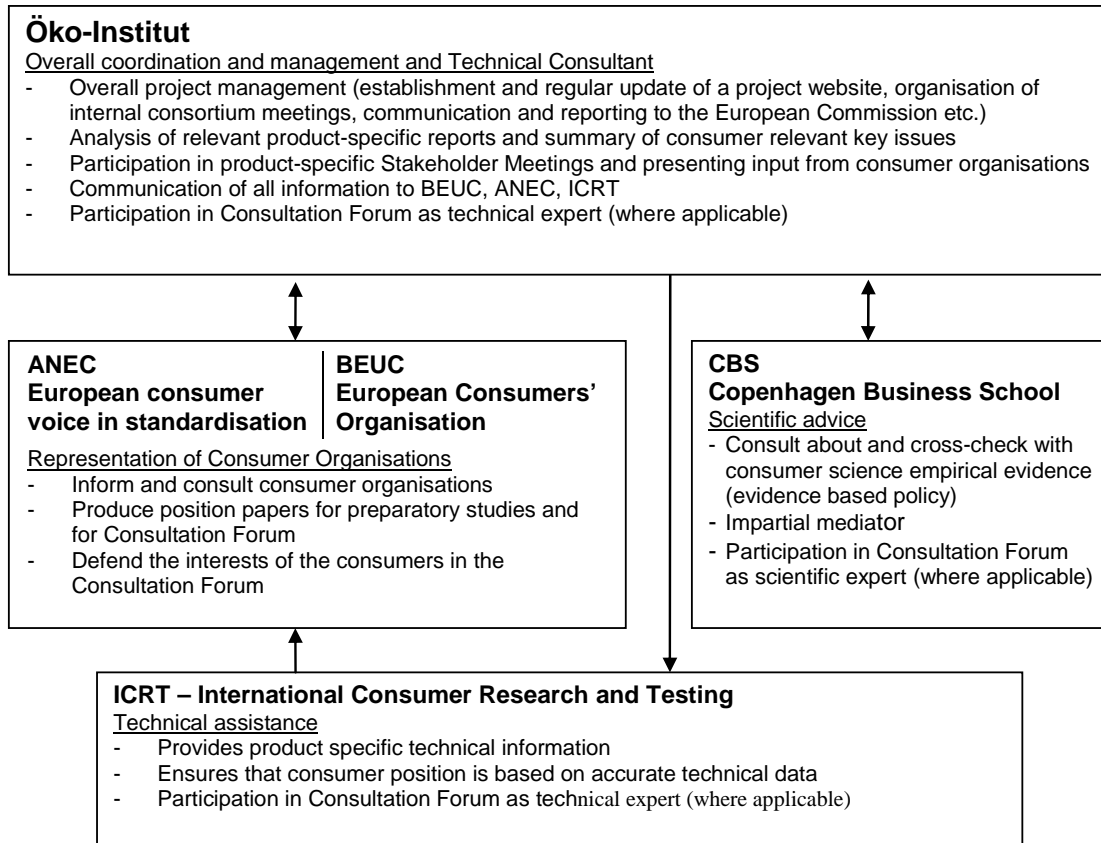 Öko-Institut
Overall coordination and management and Technical Consultant
- Overall project management (establishment and regular update of a project website, organisation of
internal consortium meetings, communication and reporting to the European Commission etc.)
- Analysis of relevant product-specific reports and summary of consumer relevant key issues
- Participation in product-specific Stakeholder Meetings and presenting input from consumer organisations
- Communication of all information to BEUC, ANEC, ICRT
- Participation in Consultation Forum as technical expert (where applicable)
ANEC
European consumer
voice in standardisation
BEUC
European Consumers’
Organisation
Representation of Consumer Organisations
- Inform and consult consumer organisations
- Produce position papers for preparatory studies and
for Consultation Forum
- Defend the interests of the consumers in the
Consultation Forum
CBS
Copenhagen Business School
Scientific advice
- Consult about and cross-check with
consumer science empirical evidence
(evidence based policy)
- Impartial mediator
- Participation in Consultation Forum
as scientific expert (where applicable)
ICRT – International Consumer Research and Testing
Technical assistance
- Provides product specific technical information
- Ensures that consumer position is based on accurate technical data
- Participation in Consultation Forum as technical expert (where applicable)